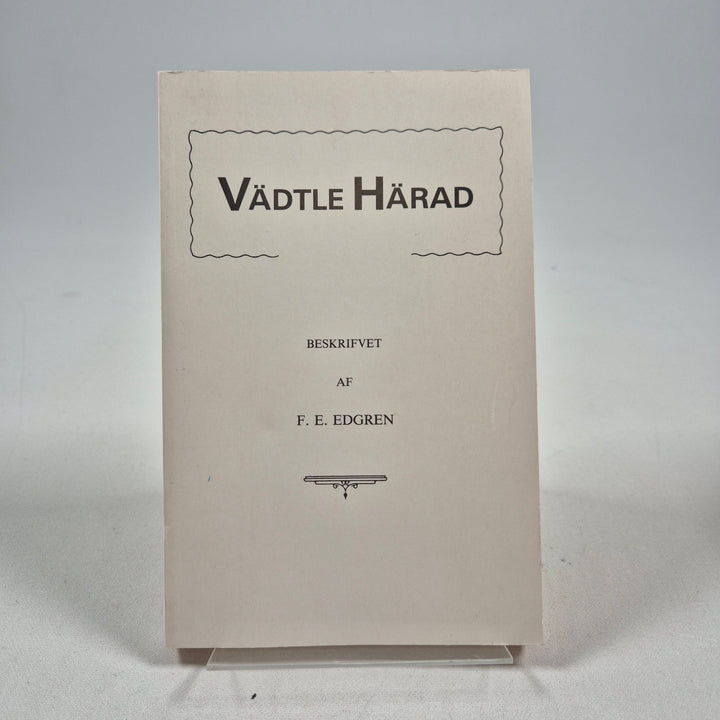 VÄDTLE HÄRAD
BESKRIFVET
AF
F. E. EDGREN